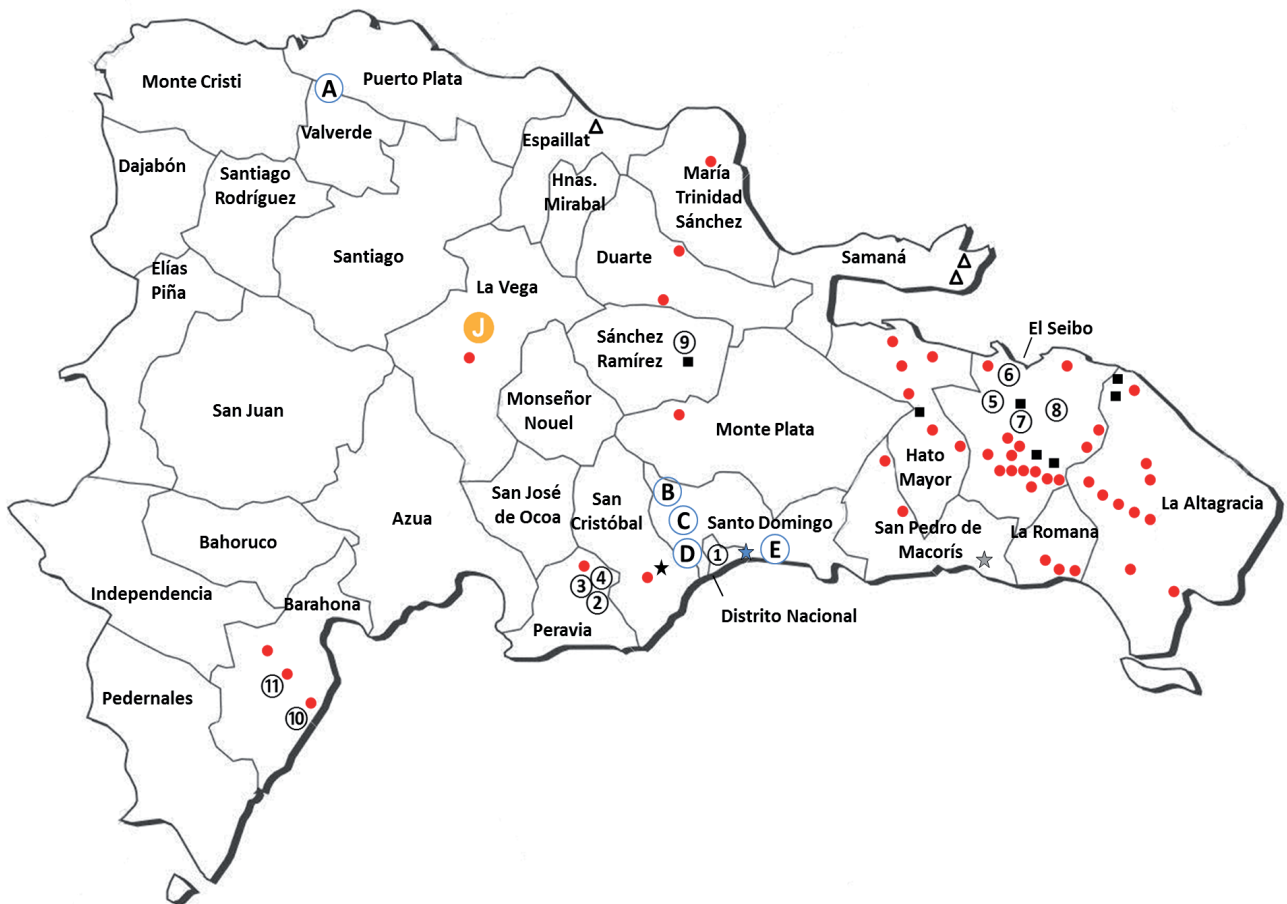 Monte Cristi
Puerto Plata
A
Valverde
Espaillat
Dajabón
Santiago
Rodríguez
Hnas.
Mirabal
María
Trinidad
Sánchez
Elías
Piña
Santiago
La Vega
Duarte
Samaná
J
Sánchez
Ramírez
9
El Seibo
6
5
7
8
San Juan
Monseñor
Nouel
Monte Plata
Hato
Mayor
La Altagracia
San José
de Ocoa
San
Cristóbal
B
C
D
Santo Domingo
1
E
San Pedro de
Macorís
La Romana
Azua
Bahoruco
Independencia
Barahona
3
4
2
Peravia
Distrito Nacional
Pedernales
11
10